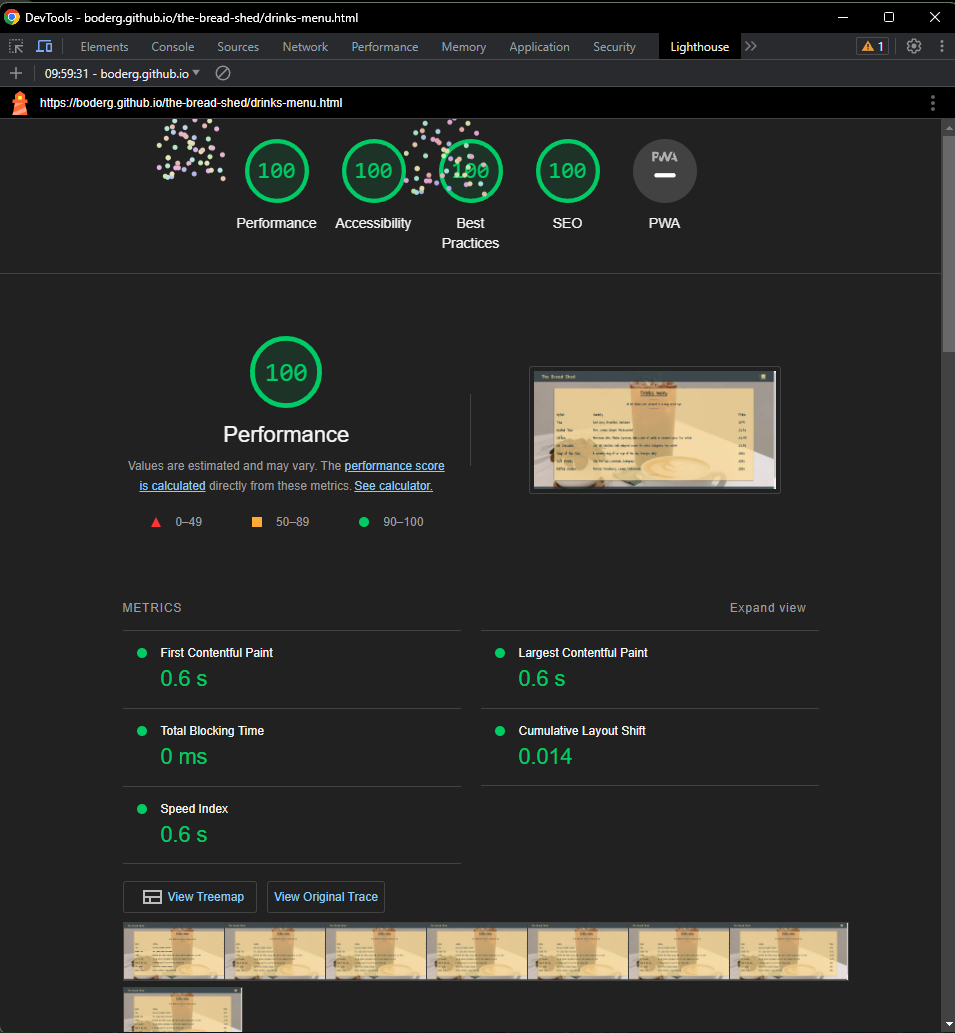 DevTools - boderg.github.io/the-bread-shed/drinks-menu.html
Elements Console Sources Network Performance Memory Application Security Lighthouse 1
09:59:31 - boderg.github.io
https://boderg.github.io/the-bread-shed/drinks-menu.html
100 100 100 100 PWA
Performance Accessibility Best Practices SEO PWA
100
Performance
Values are estimated and may vary. The performance score
is calculated directly from these metrics. See calculator.
0–49 50–89 90–100
The Bread Shed
Drinks menu
METRICS Expand view
First Contentful Paint
0.6 s
Largest Contentful Paint
0.6 s
Total Blocking Time
0 ms
Cumulative Layout Shift
0.014
Speed Index
0.6 s
View Treemap View Original Trace